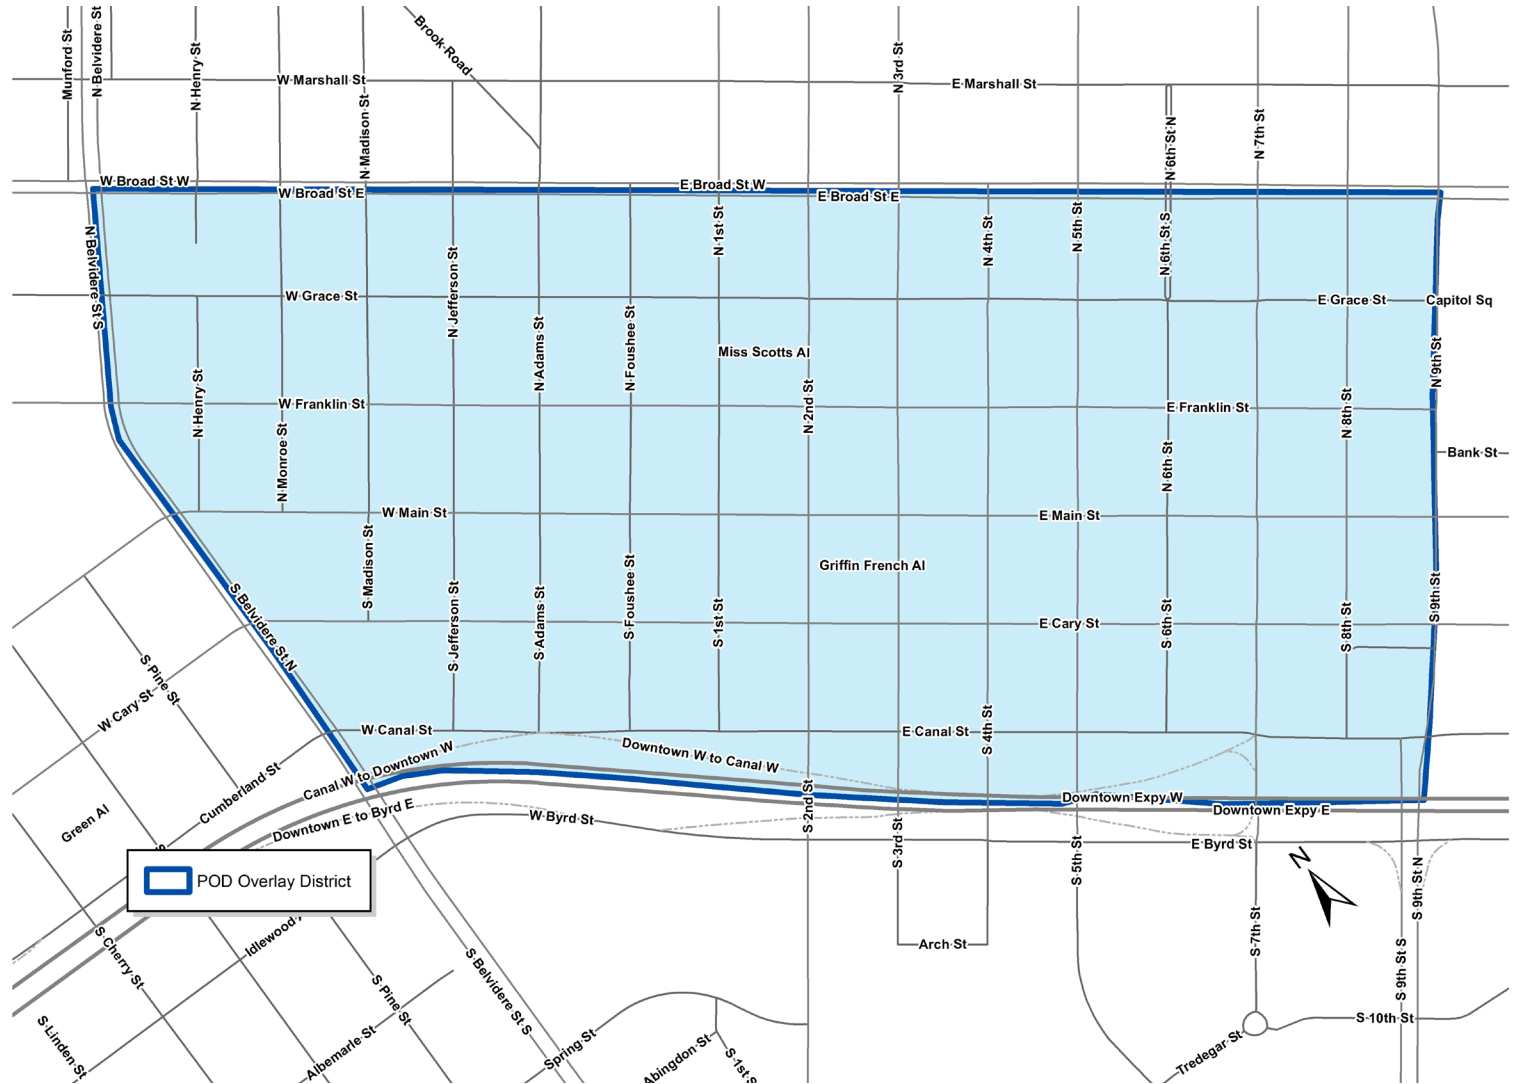 Munford St
N Belvidere St
N Henry St
W Marshall St
N Madison St
Brook Road
N 3rd St
E Marshall St
N 6th St N
N 7th St
W Broad St W
W Broad St E
E Broad St W
E Broad St E
N Belvidere St S
N Jefferson St
N 1st St
N 4th St
N 5th St
N 6th St S
W Grace St
E Grace St
Capitol Sq
N Adams St
N Foushee St
Miss Scotts Al
N 2nd St
N 9th St
N Henry St
W Franklin St
E Franklin St
N 8th St
N Monroe St
N 6th St
Bank St
W Main St
E Main St
S Madison St
Griffin French Al
S Belvidere St N
S Jefferson St
S Adams St
S Foushee St
S 1st St
E Cary St
S 6th St
S 8th St
S 9th St
S Pine St
W Cary St
W Canal St
E Canal St
S 4th St
Canal W to Downtown W
Downtown W to Canal W
Cumberland St
Green Al
Downtown E to Byrd E
W Byrd St
S 2nd St
Downtown Expy W
Downtown Expy E
S 3rd St
S 5th St
E Byrd St
N
S 9th St N
POD Overlay District
S Cherry St
Idlewood
Arch St
S 7th St
S 9th St S
S Pine St
S Belvidere St S
S Linden St
Albemarle St
Spring St
Abingdon St
S 1st S
Tredegar St
S 10th St